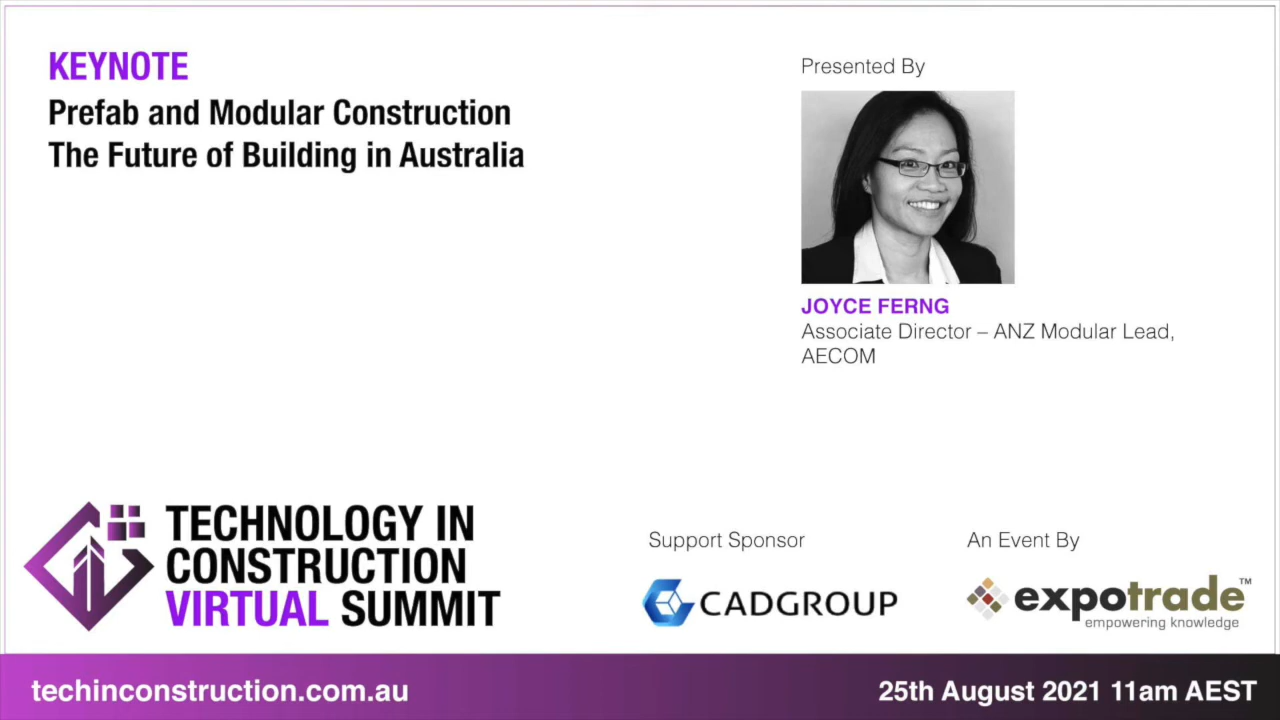 KEYNOTE
Prefab and Modular Construction
The Future of Building in Australia
Presented By
JOYCE FERNG
Associate Director – ANZ Modular Lead,
AECOM
TECHNOLOGY IN
CONSTRUCTION
VIRTUAL SUMMIT
Support Sponsor
CADGROUP
An Event By
expotrade™
empowering knowledge
techinconstruction.com.au
25th August 2021 11am AEST